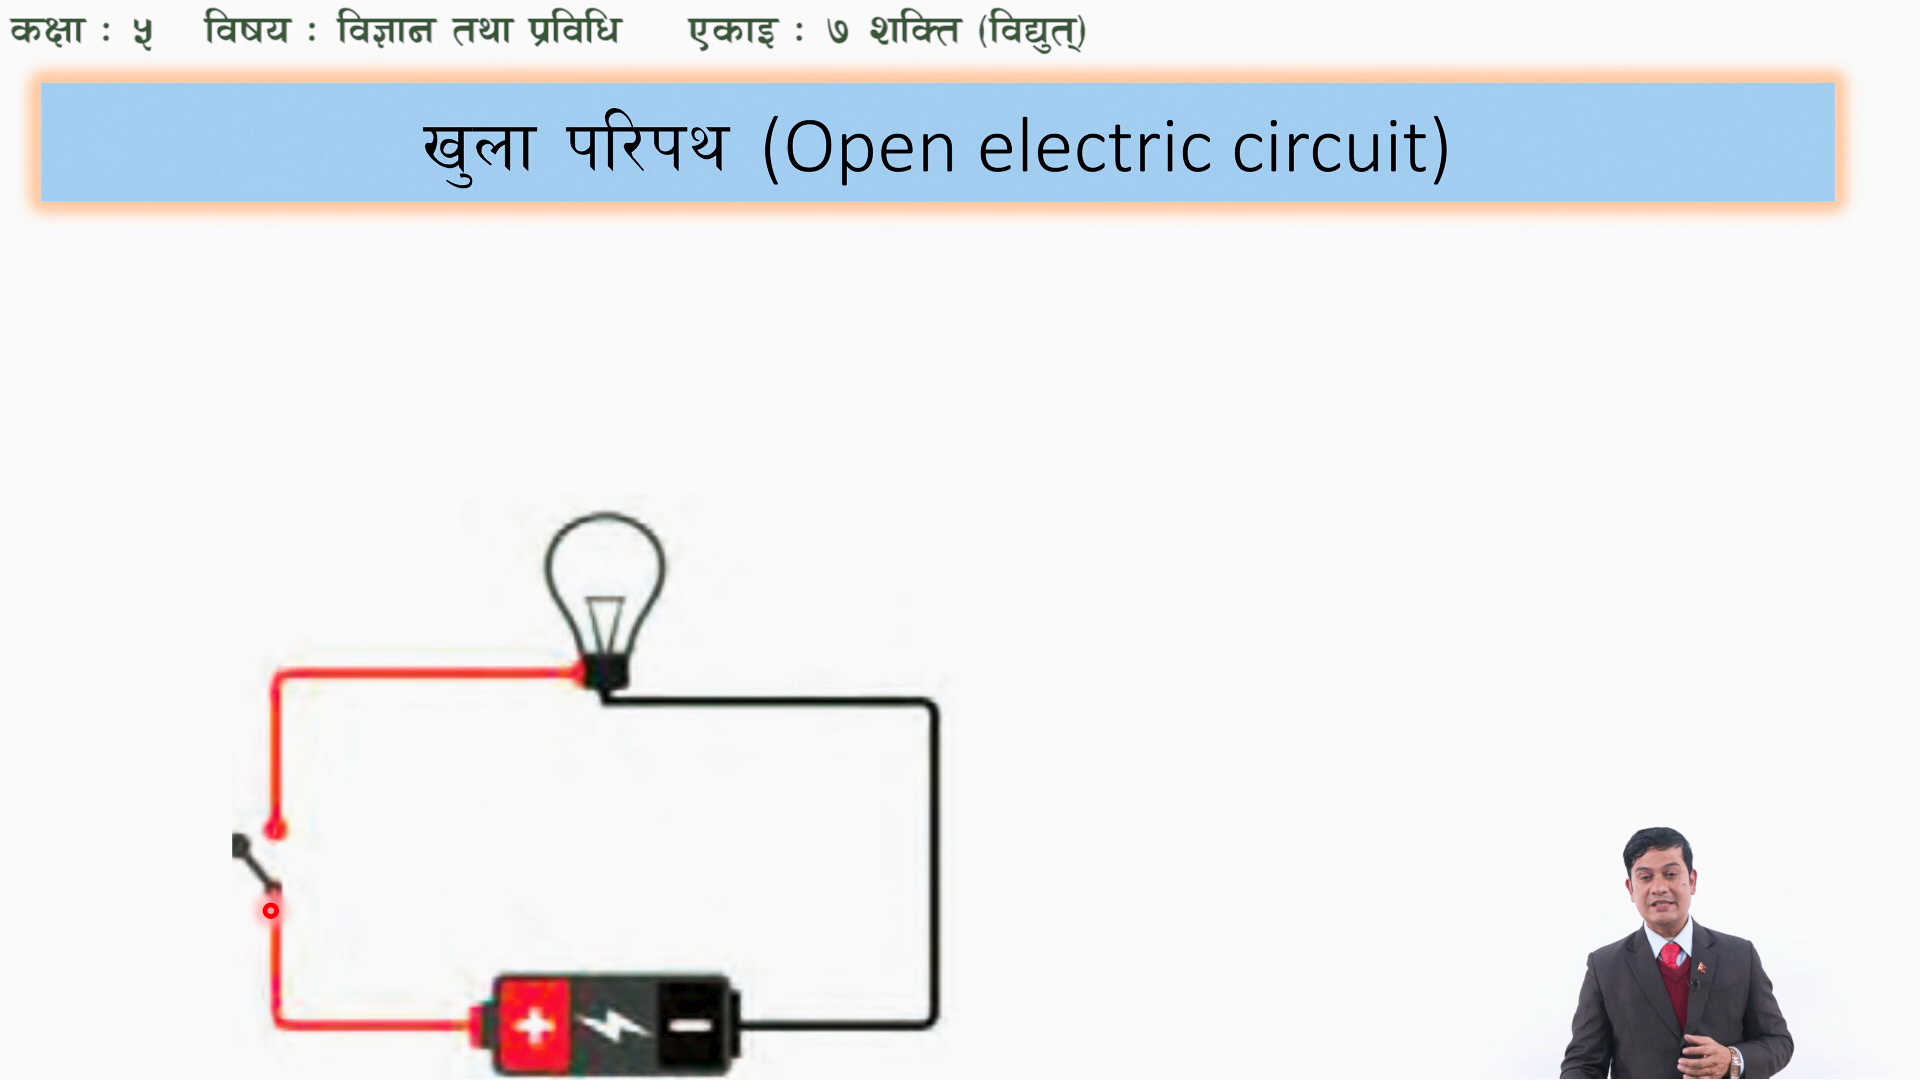 कक्षा : ५ विषय : विज्ञान तथा प्रविधि एकाइ : ७ शक्ति (विद्युत्)
खुला परिपथ (Open electric circuit)